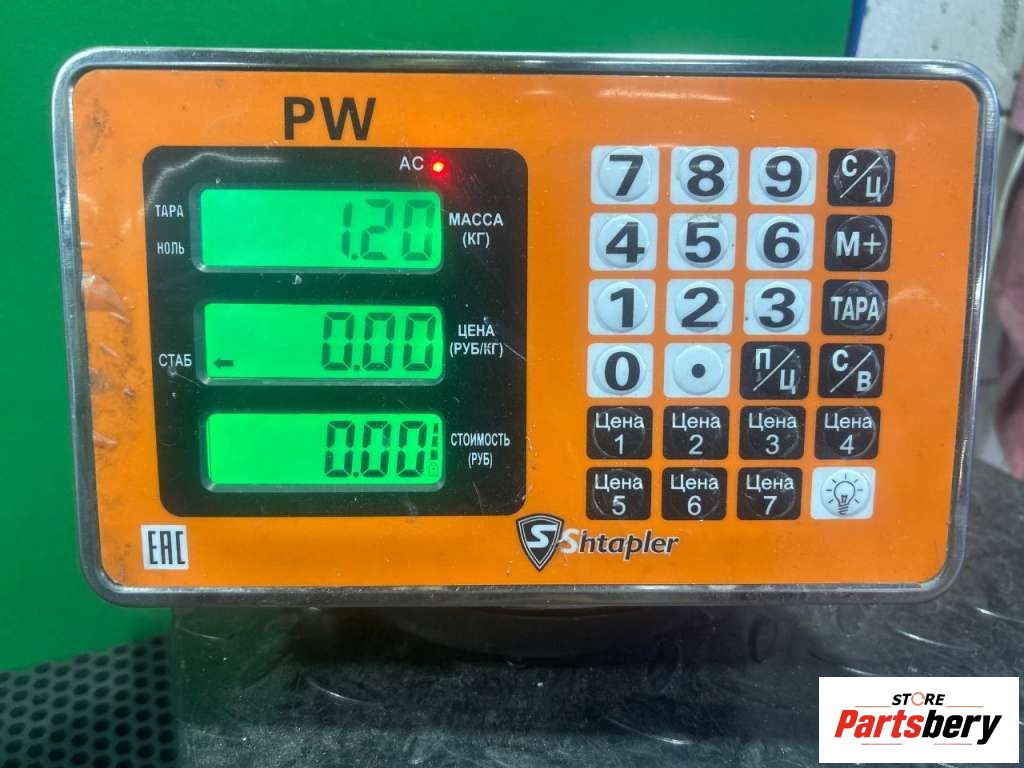 PW
AC
ТАРА
НОЛЬ
1.20
МАССА
(КГ)
СТАБ
0.00
ЦЕНА
(РУБ/КГ)
0.00
СТОИМОСТЬ
(РУБ)
7 8 9 С/Ц
4 5 6 М+
1 2 3 ТАРА
0 • П/Ц С/В
Цена 1 Цена 2 Цена 3 Цена 4
Цена 5 Цена 6 Цена 7
EAC
S Shtapler
STORE
Partsbery